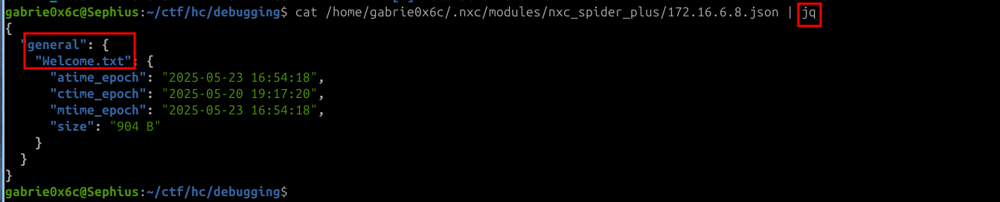 gabrie0x6c@Sephius:~/ctf/hc/debugging$ cat /home/gabrie0x6c/.nxc/modules/nxc_spider_plus/172.16.6.8.json | jq
{
  "general": {
    "Welcome.txt": {
      "atime_epoch": "2025-05-23 16:54:18",
      "ctime_epoch": "2025-05-20 19:17:20",
      "mtime_epoch": "2025-05-23 16:54:18",
      "size": "904 B"
    }
  }
}
gabrie0x6c@Sephius:~/ctf/hc/debugging$